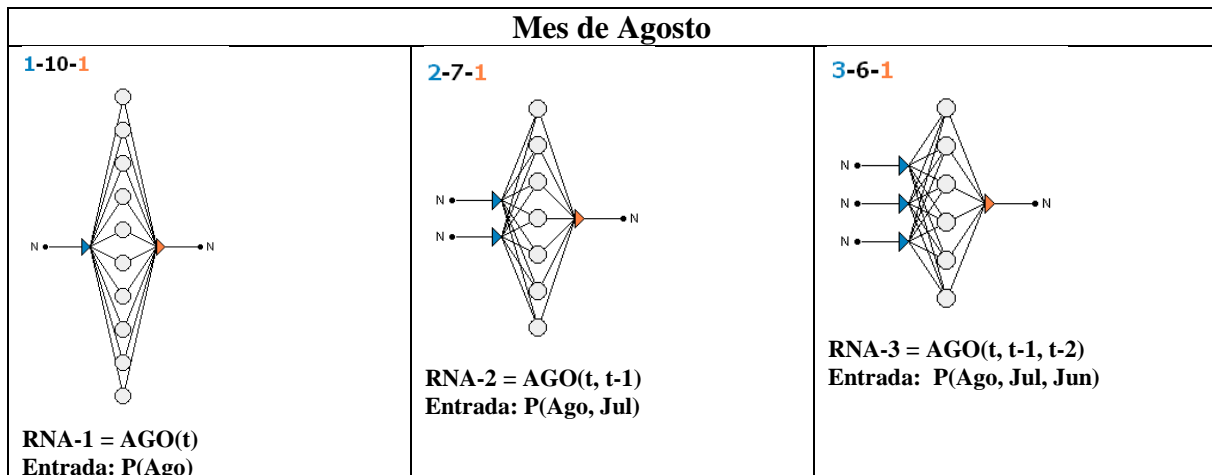 Mes de Agosto
1-10-1
N
N
RNA-1 = AGO(t)
Entrada: P(Ago)
2-7-1
N
N
N
RNA-2 = AGO(t, t-1)
Entrada: P(Ago, Jul)
3-6-1
N
N
N
N
RNA-3 = AGO(t, t-1, t-2)
Entrada: P(Ago, Jul, Jun)